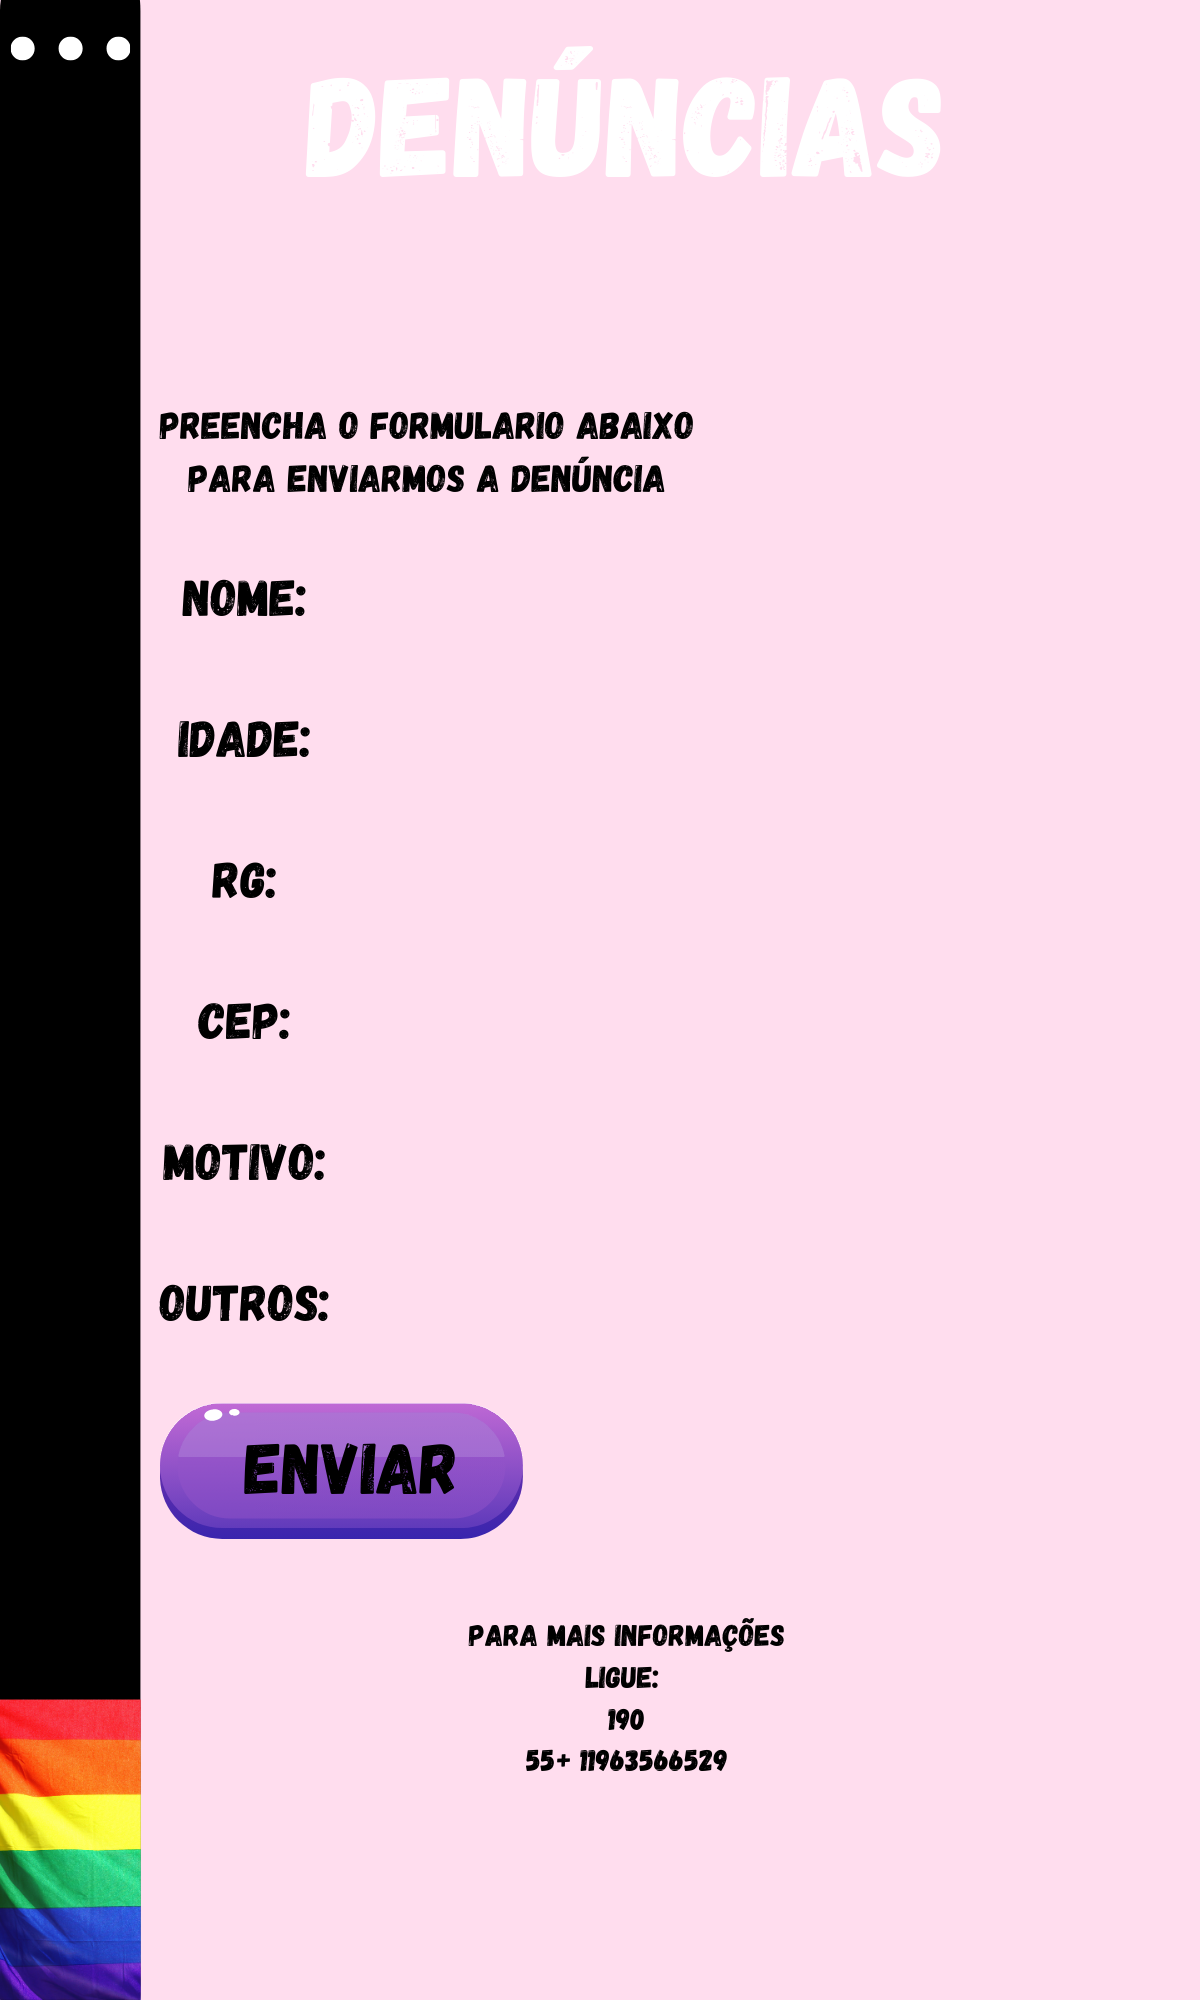 DENÚNCIAS
PREENCHA O FORMULARIO ABAIXO
PARA ENVIARMOS A DENÚNCIA
NOME:
IDADE:
RG:
CEP:
MOTIVO:
OUTROS:
ENVIAR
PARA MAIS INFORMAÇÕES
LIGUE:
190
55+ 11963566529